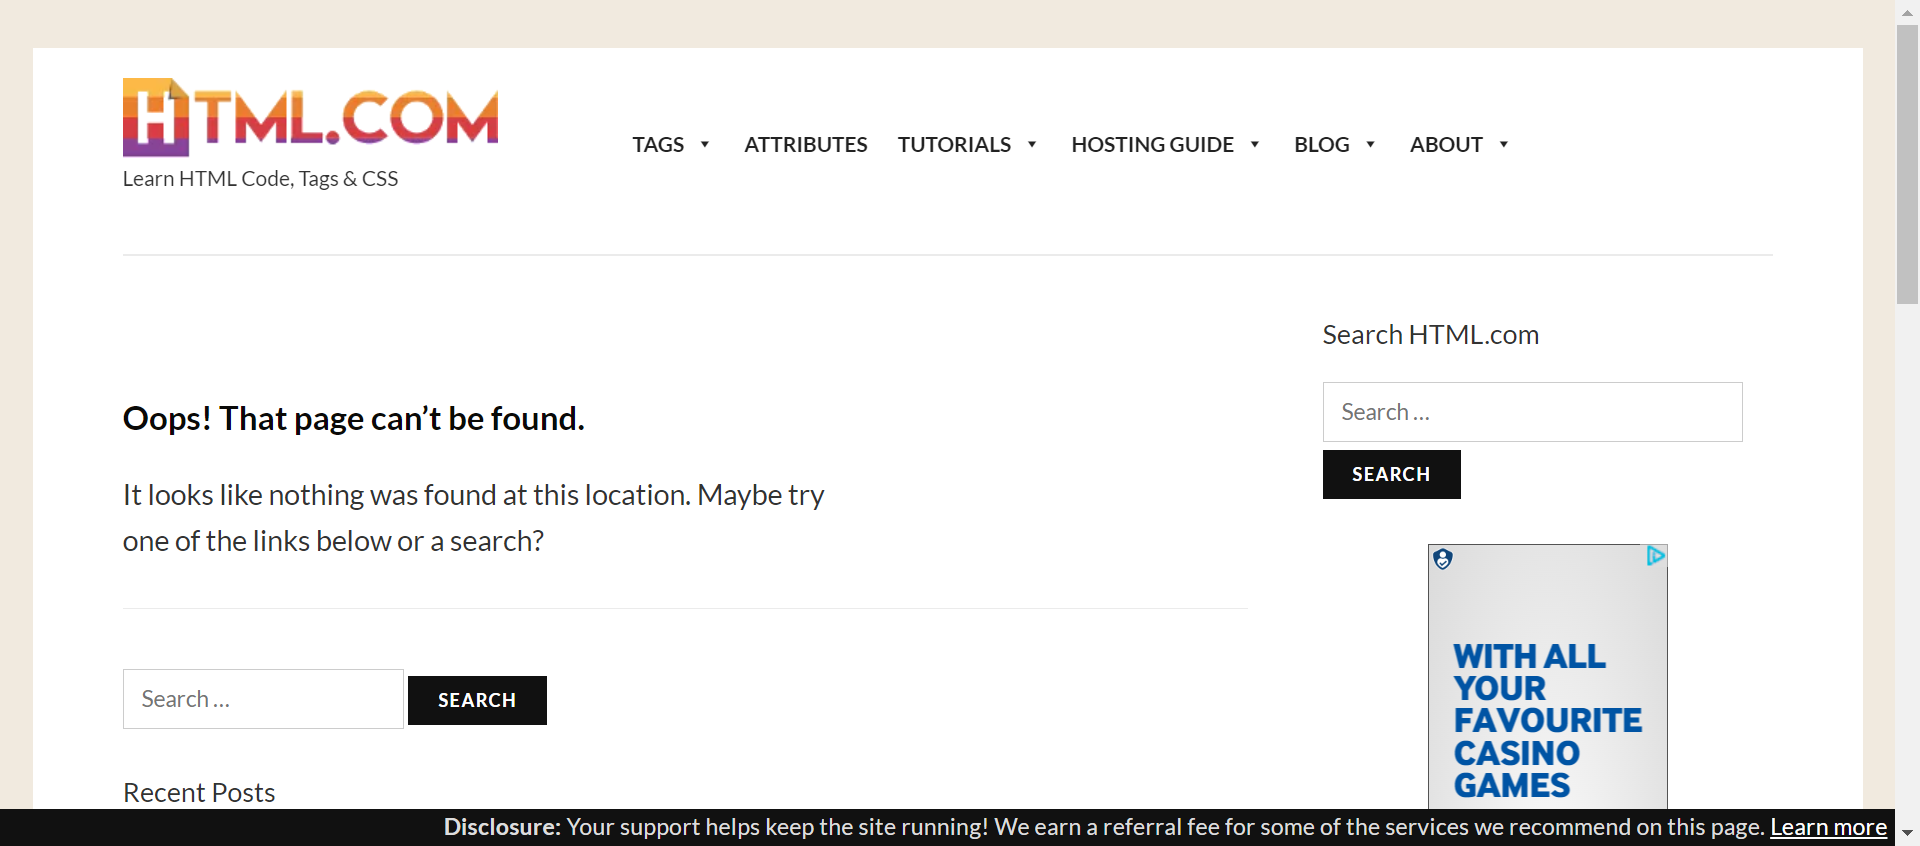 HTML.COM
Learn HTML Code, Tags & CSS
TAGS ATTRIBUTES TUTORIALS HOSTING GUIDE BLOG ABOUT
Search HTML.com
Search …
SEARCH
Oops! That page can’t be found.
It looks like nothing was found at this location. Maybe try
one of the links below or a search?
Search … SEARCH
Recent Posts
WITH ALL
YOUR
FAVOURITE
CASINO
GAMES
Disclosure: Your support helps keep the site running! We earn a referral fee for some of the services we recommend on this page. Learn more